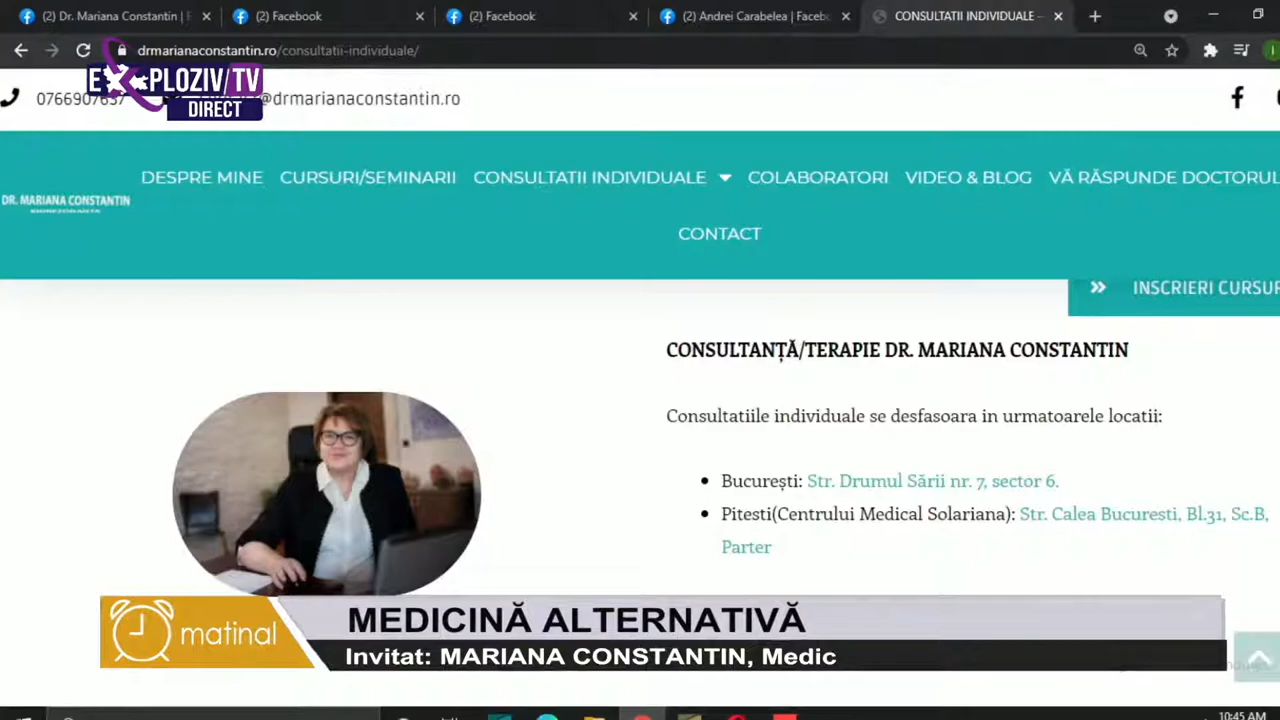 (2) Dr. Mariana Constantin |
(2) Facebook
(2) Facebook
(2) Andrei Carabelea | Faceb
CONSULTATII INDIVIDUALE –
drmarianaconstantin.ro/consultatii-individuale/
EXPLOZIV/TV
DIRECT
0766907637
@drmarianaconstantin.ro
DESPRE MINE
CURSURI/SEMINARII
CONSULTATII INDIVIDUALE
COLABORATORI
VIDEO & BLOG
VĂ RĂSPUNDE DOCTORUL
DR. MARIANA CONSTANTIN
CONTACT
INSCRIERI CURSUR
CONSULTANȚĂ/TERAPIE DR. MARIANA CONSTANTIN
Consultatiile individuale se desfasoara in urmatoarele locatii:
București: Str. Drumul Sării nr. 7, sector 6.
Pitesti(Centrului Medical Solariana): Str. Calea Bucuresti, Bl.31, Sc.B,
Parter
matinal
MEDICINĂ ALTERNATIVĂ
Invitat: MARIANA CONSTANTIN, Medic
10:45 AM